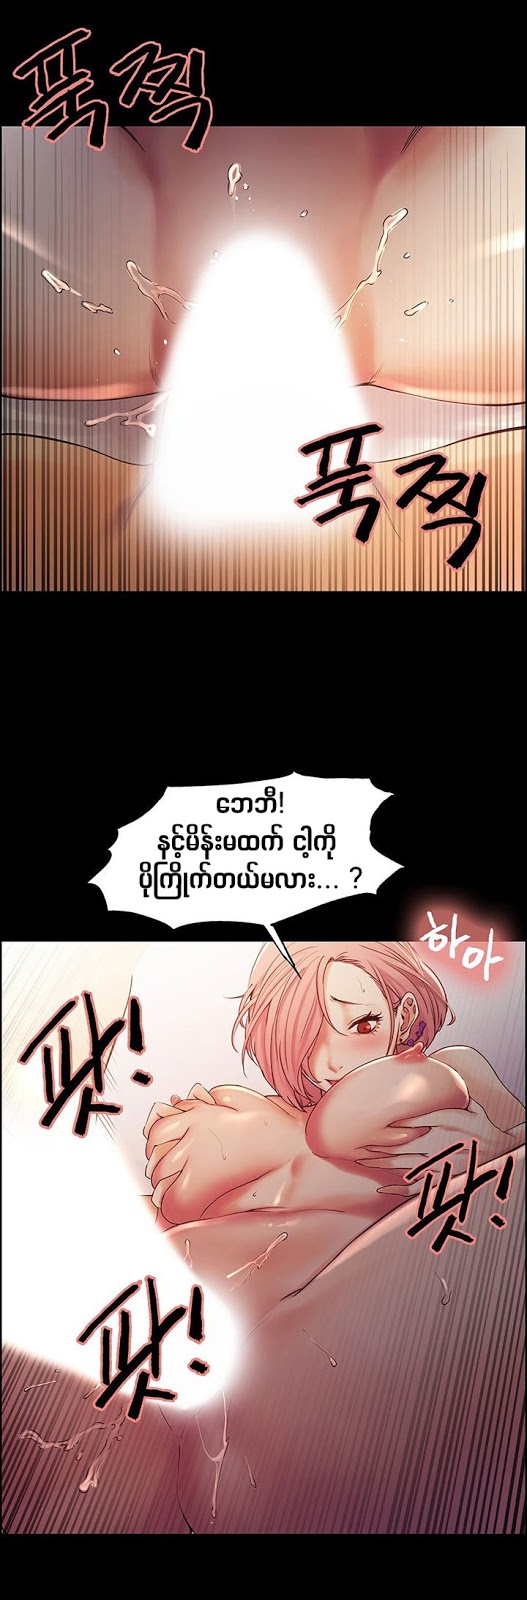 푹 찍
푹 찍
ဘေဘီ!
နင့်မိန်းမထက် ငါ့ကို
ပိုကြိုက်တယ်မလား... ?
하아
팟!
팟!
팟!